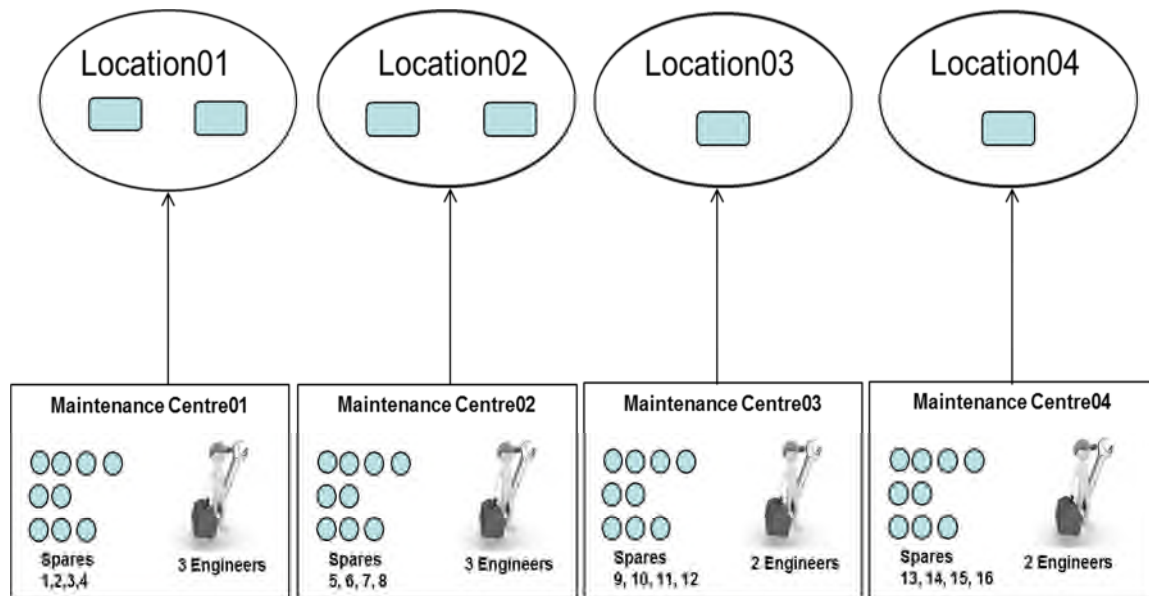 Location01
Location02
Location03
Location04
Maintenance Centre01
Spares
1,2,3,4
3 Engineers
Maintenance Centre02
Spares
5, 6, 7, 8
3 Engineers
Maintenance Centre03
Spares
9, 10, 11, 12
2 Engineers
Maintenance Centre04
Spares
13, 14, 15, 16
2 Engineers